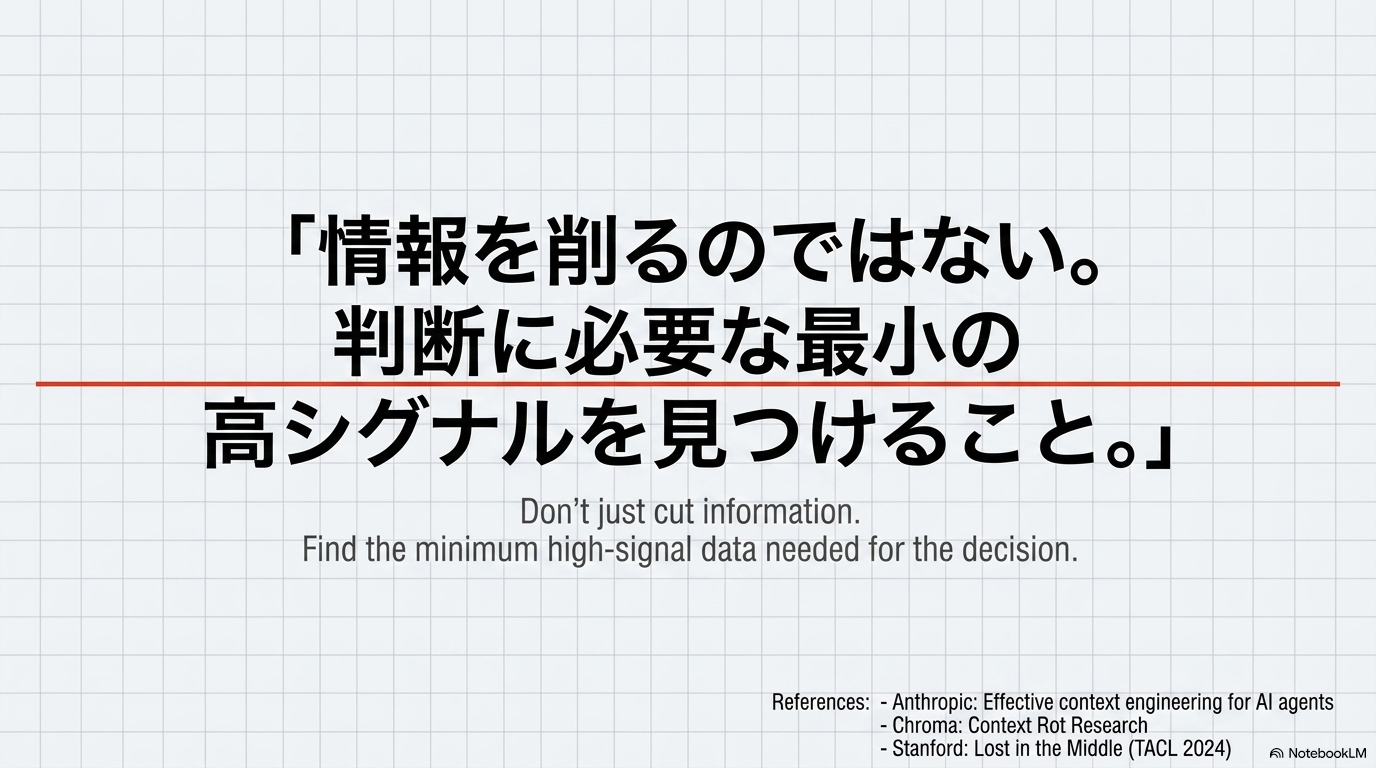 「情報を削るのではない。
判断に必要な最小の
高シグナルを見つけること。」
Don’t just cut information.
Find the minimum high-signal data needed for the decision.
References: - Anthropic: Effective context engineering for AI agents
- Chroma: Context Rot Research
- Stanford: Lost in the Middle (TACL 2024)
NotebookLM